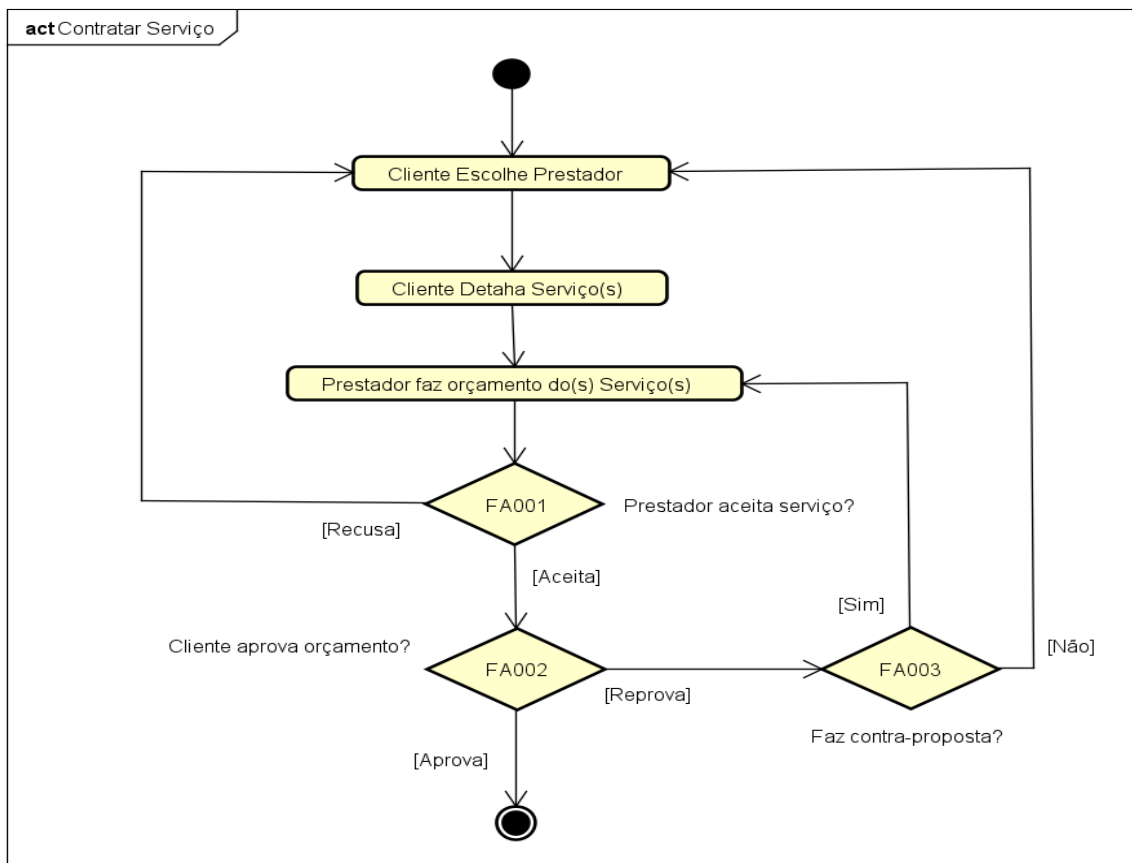 act Contratar Serviço
Cliente Escolhe Prestador
Cliente Detaha Serviço(s)
Prestador faz orçamento do(s) Serviço(s)
FA001
Prestador aceita serviço?
[Recusa]
[Aceita]
[Sim]
Cliente aprova orçamento?
FA002
FA003
[Não]
[Reprova]
Faz contra-proposta?
[Aprova]